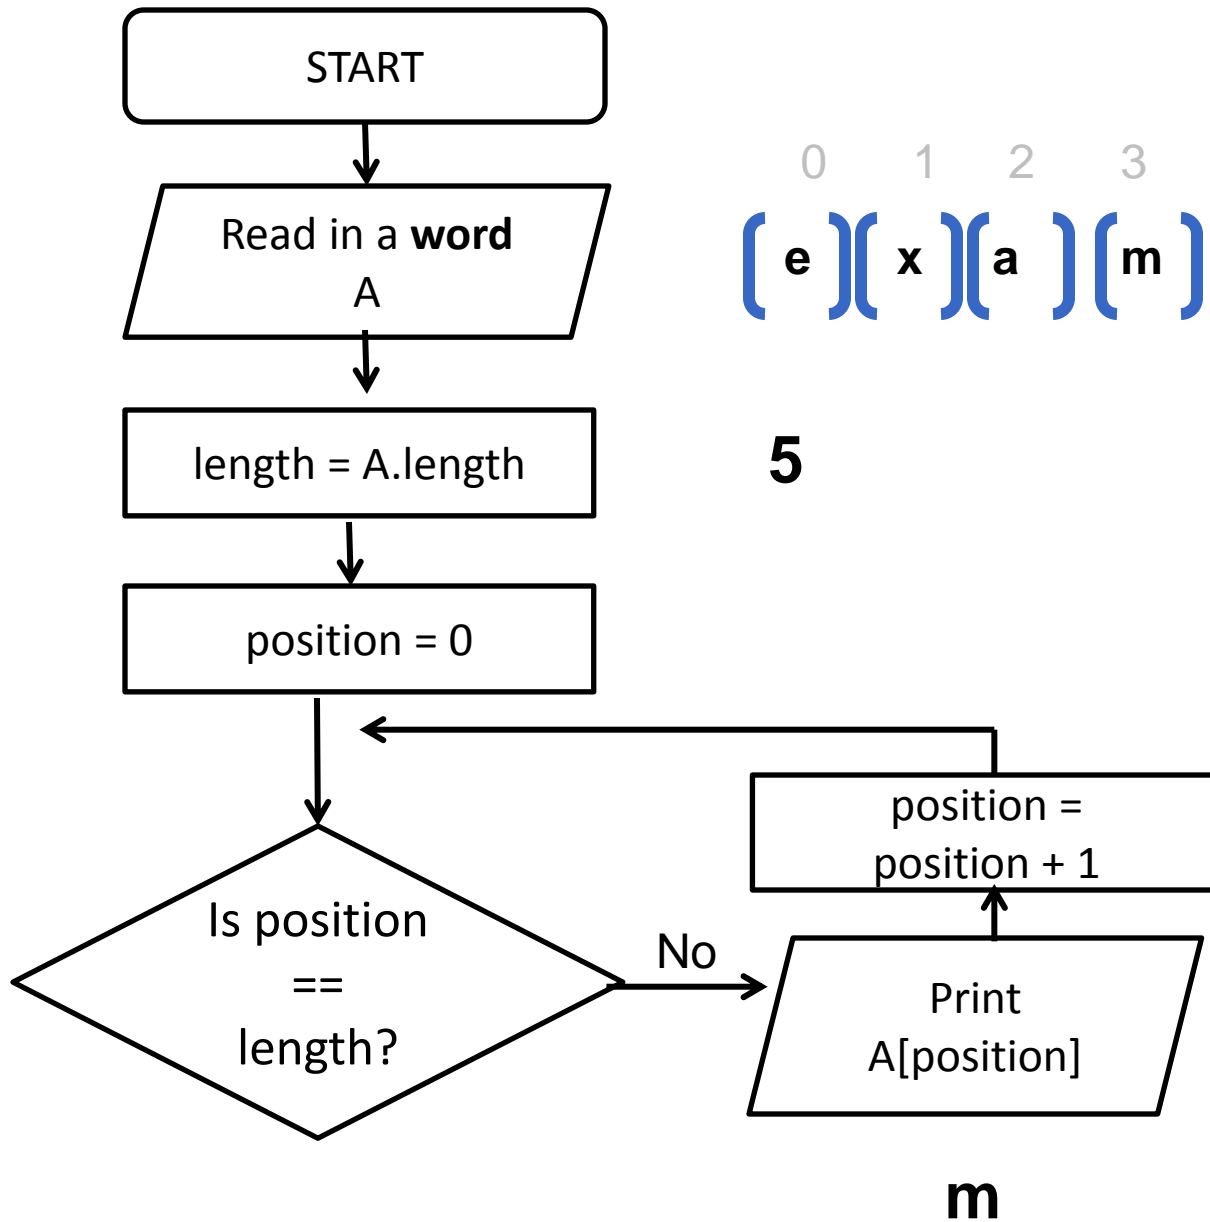 START
0 1 2 3
Read in a word
A
e x a m
length = A.length
5
position = 0
position =
position + 1
Is position
==
length?
No
Print
A[position]
m